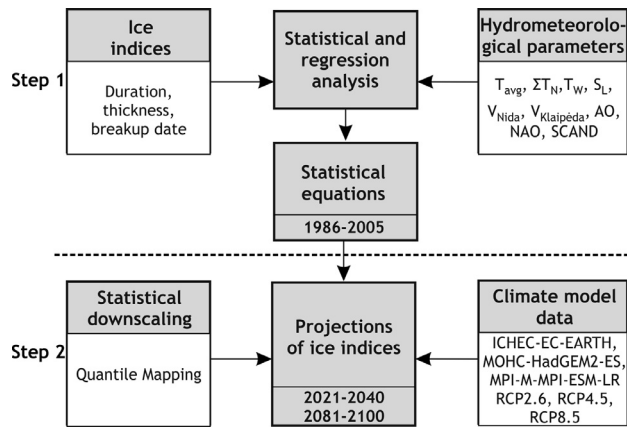 Step 1
Ice
indices
Duration,
thickness,
breakup date
Statistical and
regression
analysis
Hydrometeorolo-
gical parameters
Tavg, ΣTN,TW, SL,
VNida, VKlaipėda, AO,
NAO, SCAND
Statistical
equations
1986-2005
Step 2
Statistical
downscaling
Quantile Mapping
Projections
of ice indices
2021-2040
2081-2100
Climate model
data
ICHEC-EC-EARTH,
MOHC-HadGEM2-ES,
MPI-M-MPI-ESM-LR
RCP2.6, RCP4.5,
RCP8.5